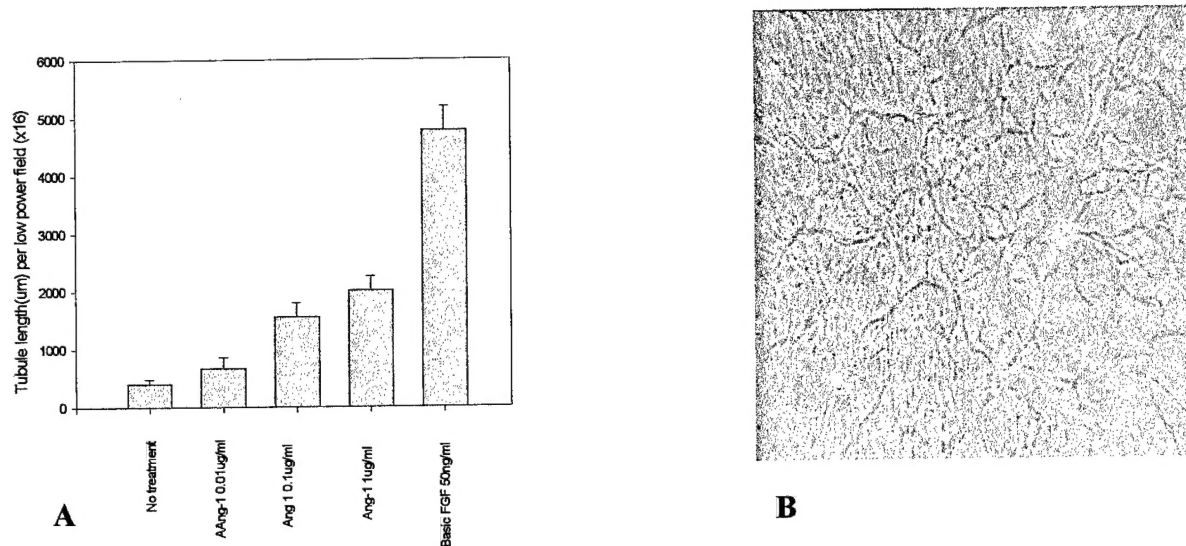 Tubule length(um) per low power field (x16)
6000
5000
4000
3000
2000
1000
0
No treatment
AAng-1 0.01ug/ml
Ang 1 0.1ug/ml
Ang-1 1ug/ml
Basic FGF 50ng/ml
A
B